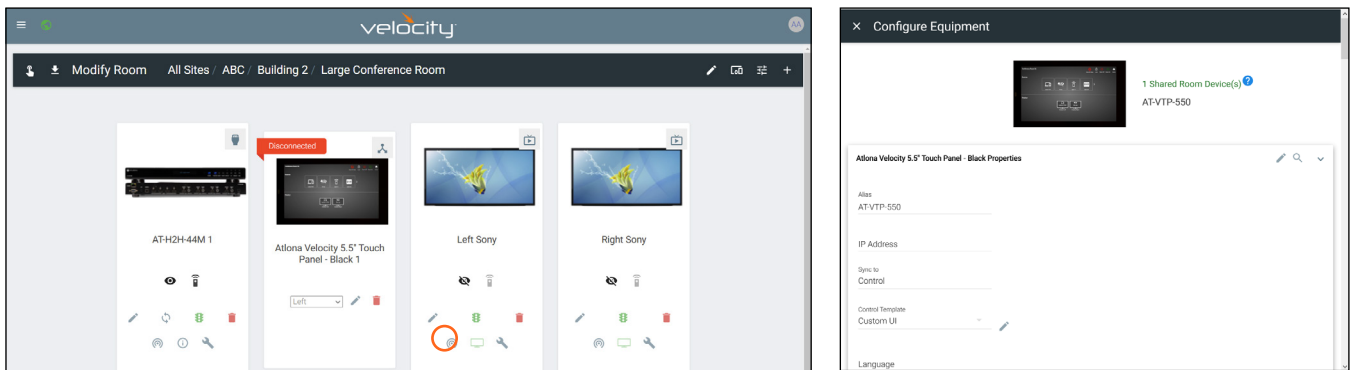 velocity
AA
Modify Room All Sites / ABC / Building 2 / Large Conference Room
Disconnected
AT-H2H-44M 1
Atlona Velocity 5.5" Touch
Panel - Black 1
Left
Left Sony
Right Sony
× Configure Equipment
1 Shared Room Device(s) ?
AT-VTP-550
Atlona Velocity 5.5" Touch Panel - Black Properties
Alias
AT-VTP-550
IP Address
Sync to
Control
Control Template
Custom UI
Language